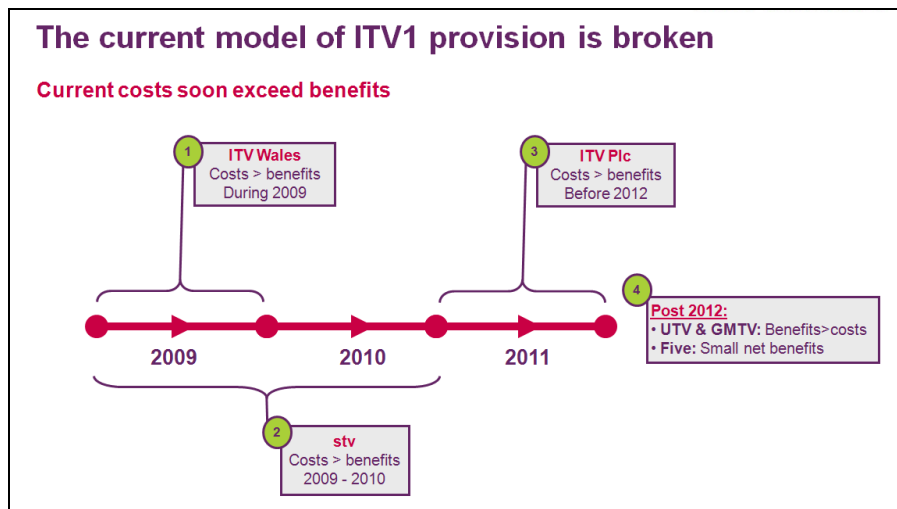 The current model of ITV1 provision is broken
Current costs soon exceed benefits
1
ITV Wales
Costs > benefits
During 2009
3
ITV Plc
Costs > benefits
Before 2012
4
Post 2012:
• UTV & GMTV: Benefits>costs
• Five: Small net benefits
2009
2010
2011
2
stv
Costs > benefits
2009 - 2010